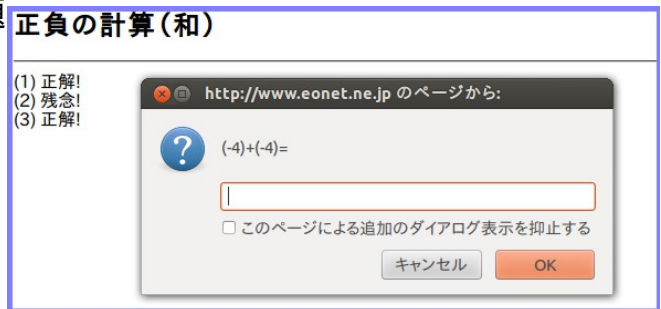 正負の計算(和)
(1) 正解!
(2) 残念!
(3) 正解!
http://www.eonet.ne.jp のページから:
(-4)+(-4)=
このページによる追加のダイアログ表示を抑止する
キャンセル
OK